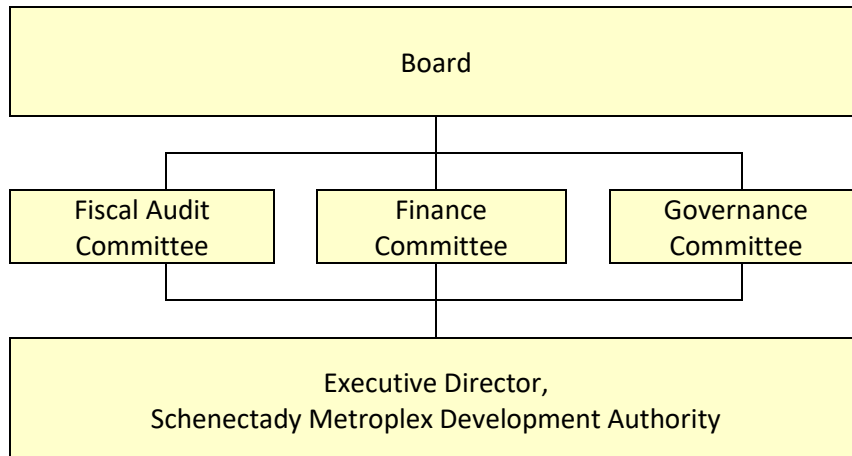 Board
Fiscal Audit
Committee
Finance
Committee
Governance
Committee
Executive Director,
Schenectady Metroplex Development Authority